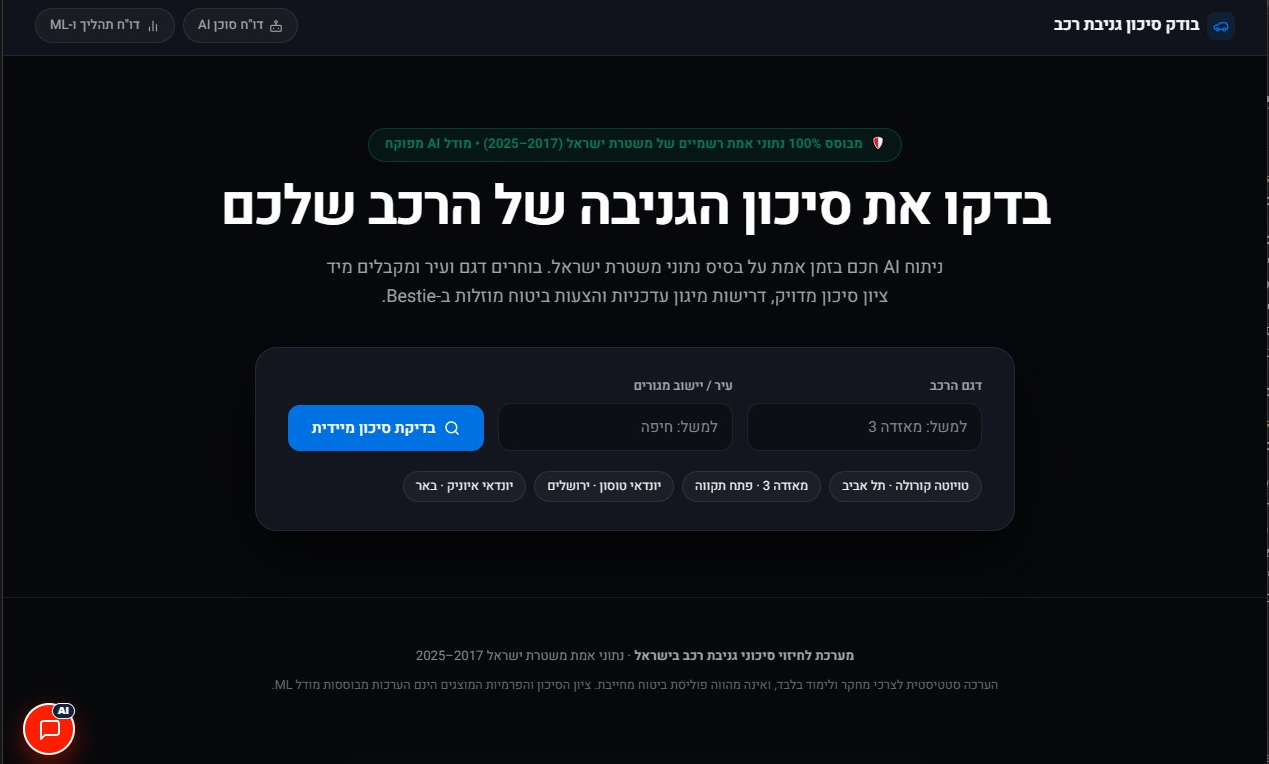 בודק סיכון גניבת רכב
דו"ח סוכן AI
דו"ח תהליך ו-ML
מבוסס 100% נתוני אמת רשמיים של משטרת ישראל (2017–2025) • מודל AI מפוקח
בדקו את סיכון הגניבה של הרכב שלכם
ניתוח AI חכם בזמן אמת על בסיס נתוני משטרת ישראל. בוחרים דגם ועיר ומקבלים מיד
ציון סיכון מדויק, דרישות מיגון עדכניות והצעות ביטוח מוזלות ב-Bestie.
דגם הרכב
עיר / יישוב מגורים
למשל: מאזדה 3
למשל: חיפה
בדיקת סיכון מיידית
טויוטה קורולה · תל אביב
מאזדה 3 · פתח תקווה
יונדאי טוסון · ירושלים
יונדאי איוניק · באר
מערכת לחיזוי סיכוני גניבת רכב בישראל · נתוני אמת משטרת ישראל 2017–2025
הערכה סטטיסטית לצרכי מחקר ולימוד בלבד, ואינה מהווה פוליסת ביטוח מחייבת. ציון הסיכון והפרמיות המוצגים הינם הערכות מבוססות מודל ML.
AI